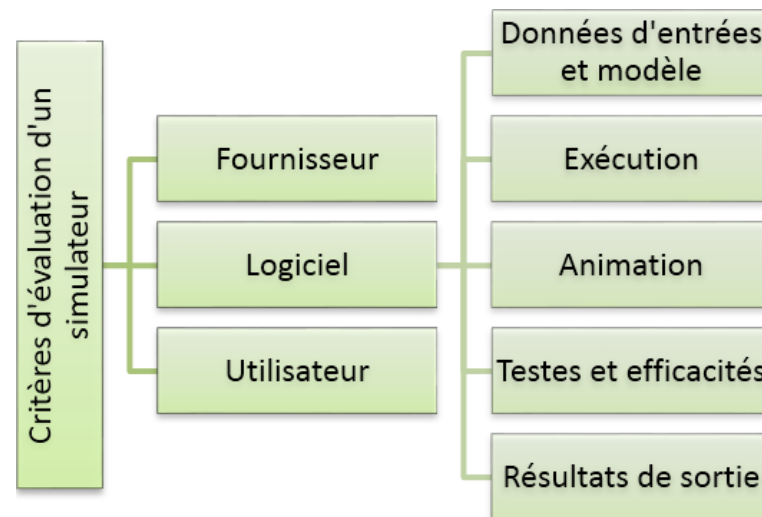 Critères d'évaluation d'un
simulateur
Fournisseur
Logiciel
Utilisateur
Données d'entrées
et modèle
Exécution
Animation
Testes et efficacités
Résultats de sortie